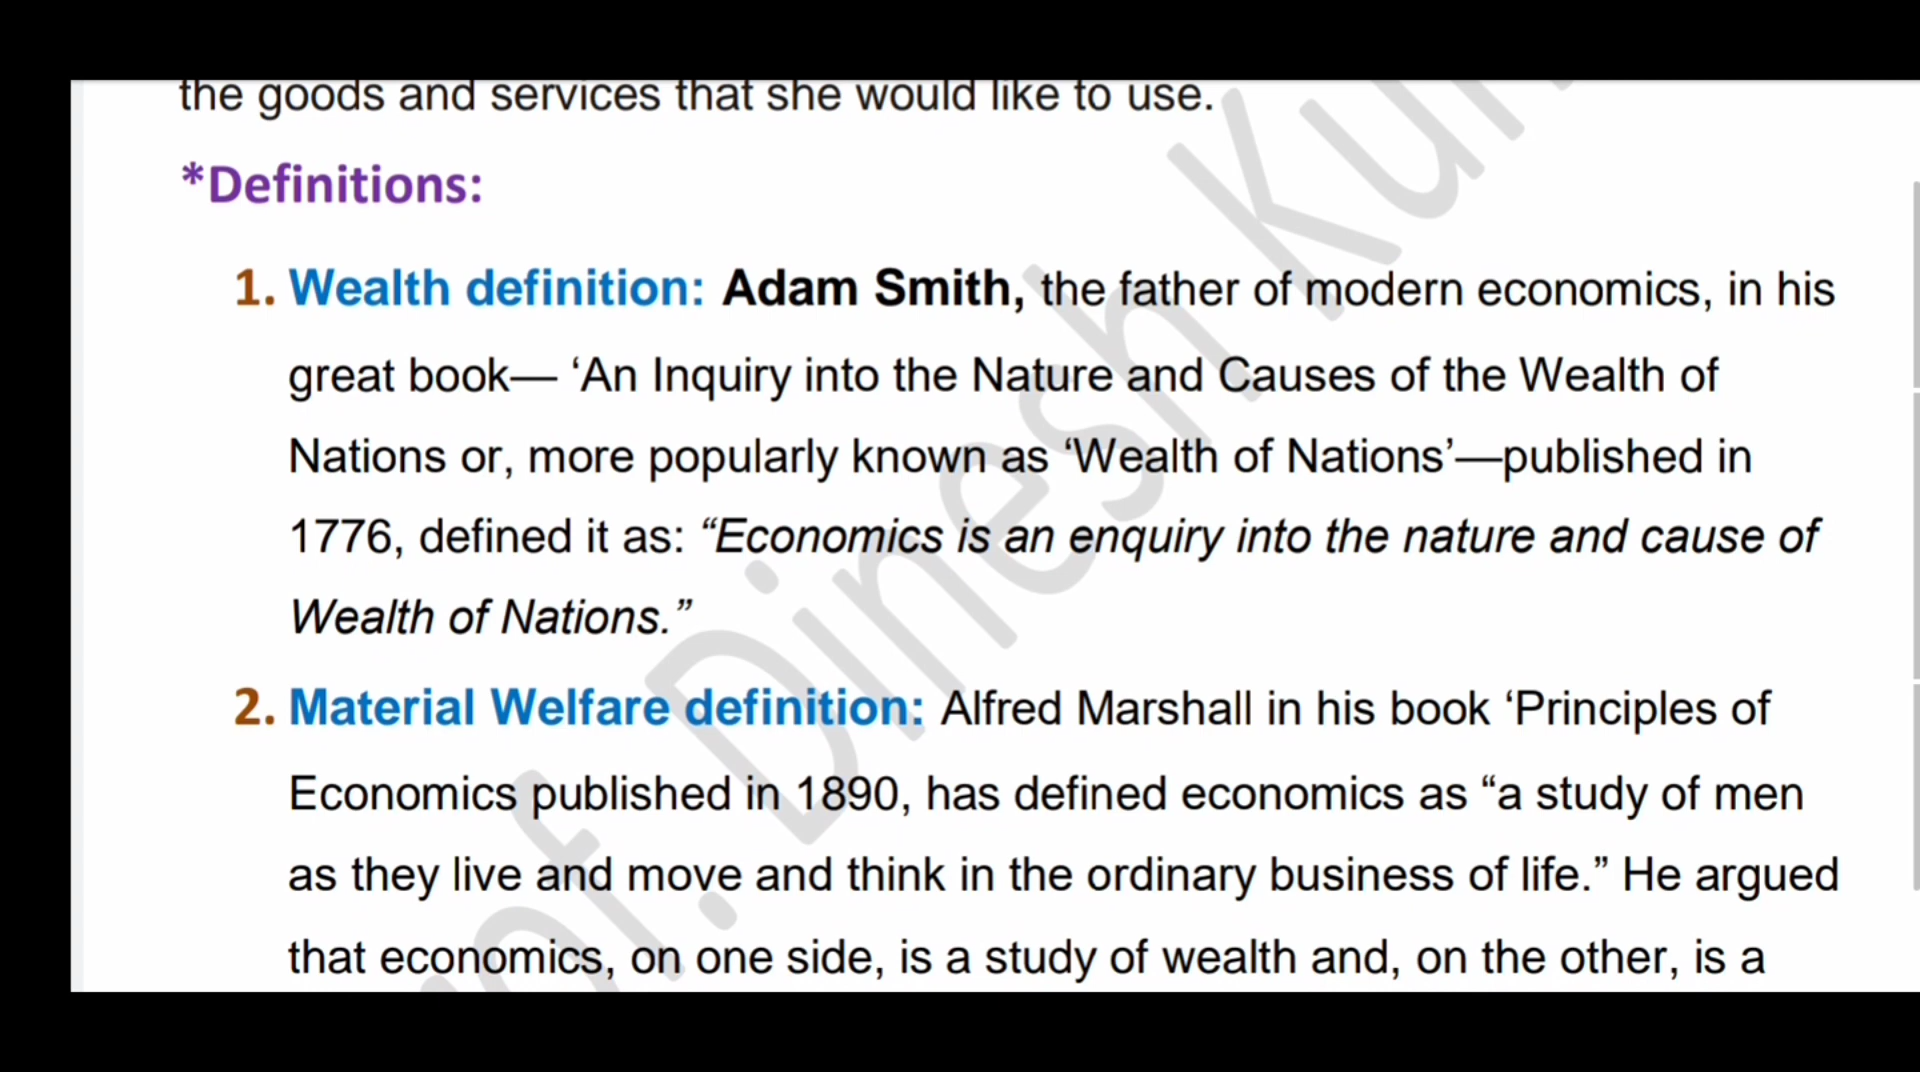 the goods and services that she would like to use.
*Definitions:
1. Wealth definition: Adam Smith, the father of modern economics, in his
great book— ‘An Inquiry into the Nature and Causes of the Wealth of
Nations or, more popularly known as ‘Wealth of Nations’—published in
1776, defined it as: “Economics is an enquiry into the nature and cause of
Wealth of Nations.”
2. Material Welfare definition: Alfred Marshall in his book ‘Principles of
Economics published in 1890, has defined economics as “a study of men
as they live and move and think in the ordinary business of life.” He argued
that economics, on one side, is a study of wealth and, on the other, is a
of. Dinesh Ku